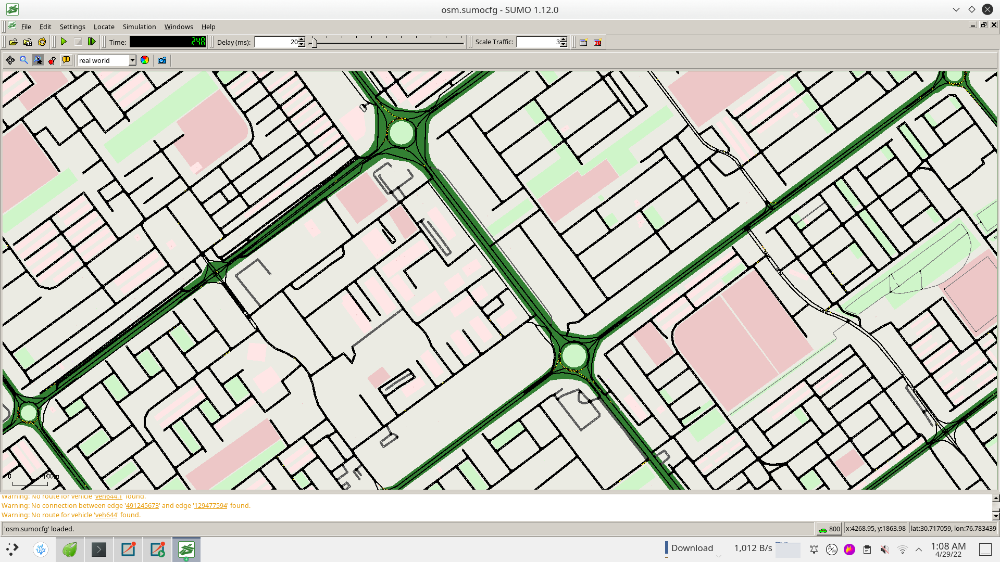 osm.sumocfg - SUMO 1.12.0
File Edit Settings Locate Simulation Windows Help
Time: 248 Delay (ms): 20 Scale Traffic: 3
real world
0 100m
Warning: No route for vehicle 'veh644.1' found.
Warning: No connection between edge '491245673' and edge '129477594' found.
Warning: No route for vehicle 'veh644' found.
'osm.sumocfg' loaded. 800 x:4268.95, y:1863.98 lat:30.717059, lon:76.783439
Download 1,012 B/s 1:08 AM
4/29/22